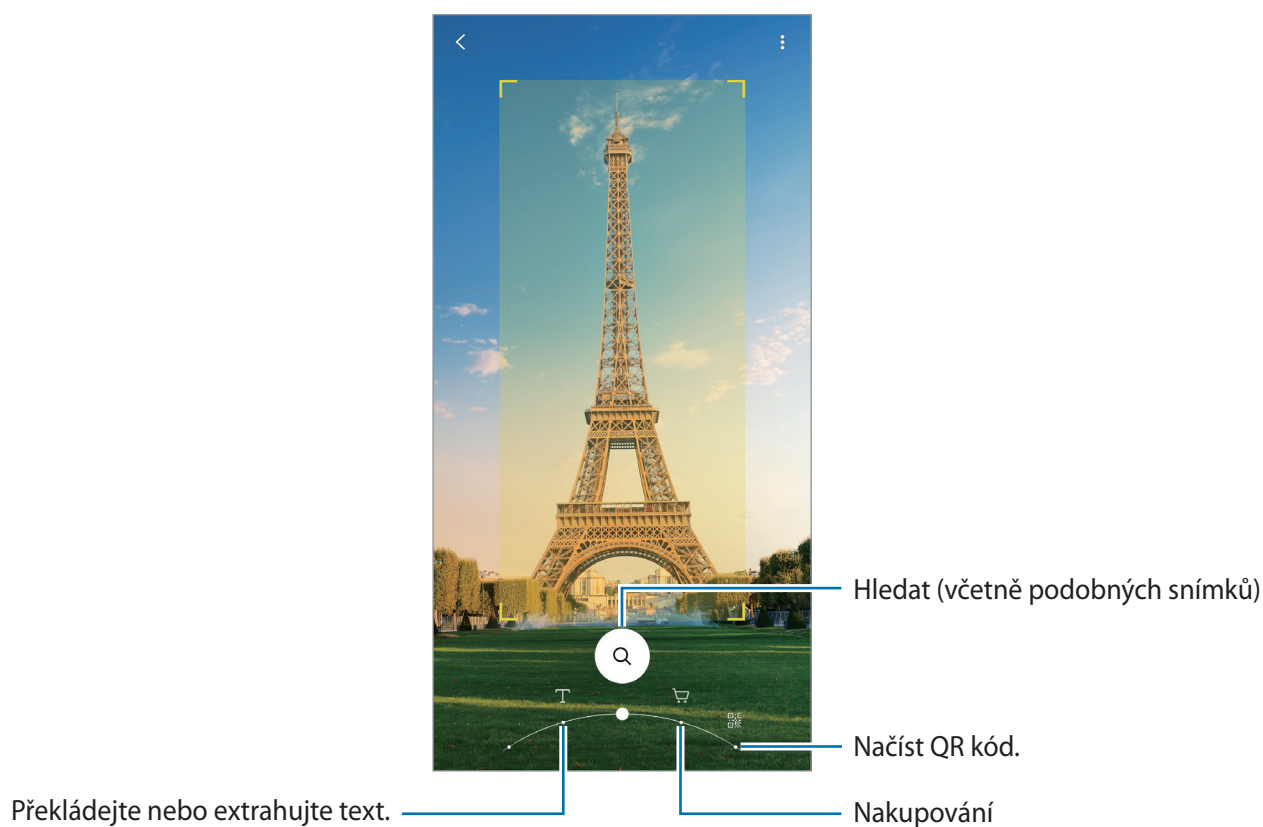 Hledat (včetně podobných snímků)
Načíst QR kód.
Překládejte nebo extrahujte text.
Nakupování